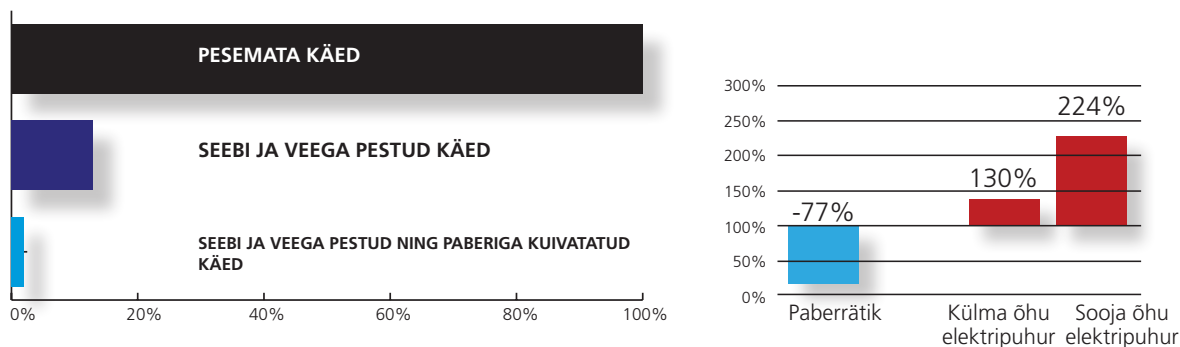 PESEMATA KÄED
SEEBI JA VEEGA PESTUD KÄED
SEEBI JA VEEGA PESTUD NING PABERIGA KUIVATATUD
KÄED
0% 20% 40% 60% 80% 100%
300%
250%
200%
150%
100%
50%
0%
224%
130%
-77%
Paberrätik Külma õhu Sooja õhu
elektripuhur elektripuhur